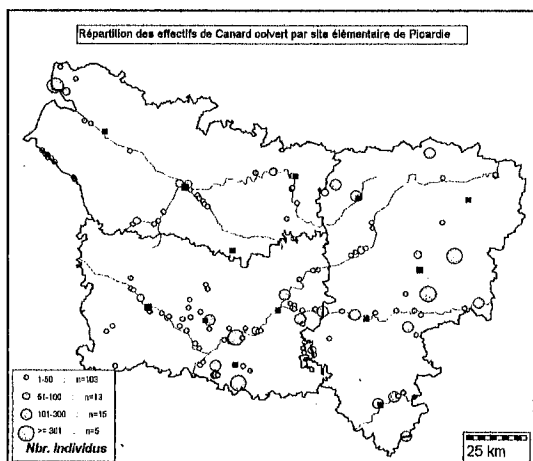 Répartition des effectifs de Canard colvert par site élémentaire de Picardie
1-50 : n=103
51-100 : n=13
101-300 : n=15
>= 301 : n=5
Nbr. Individus
25 km